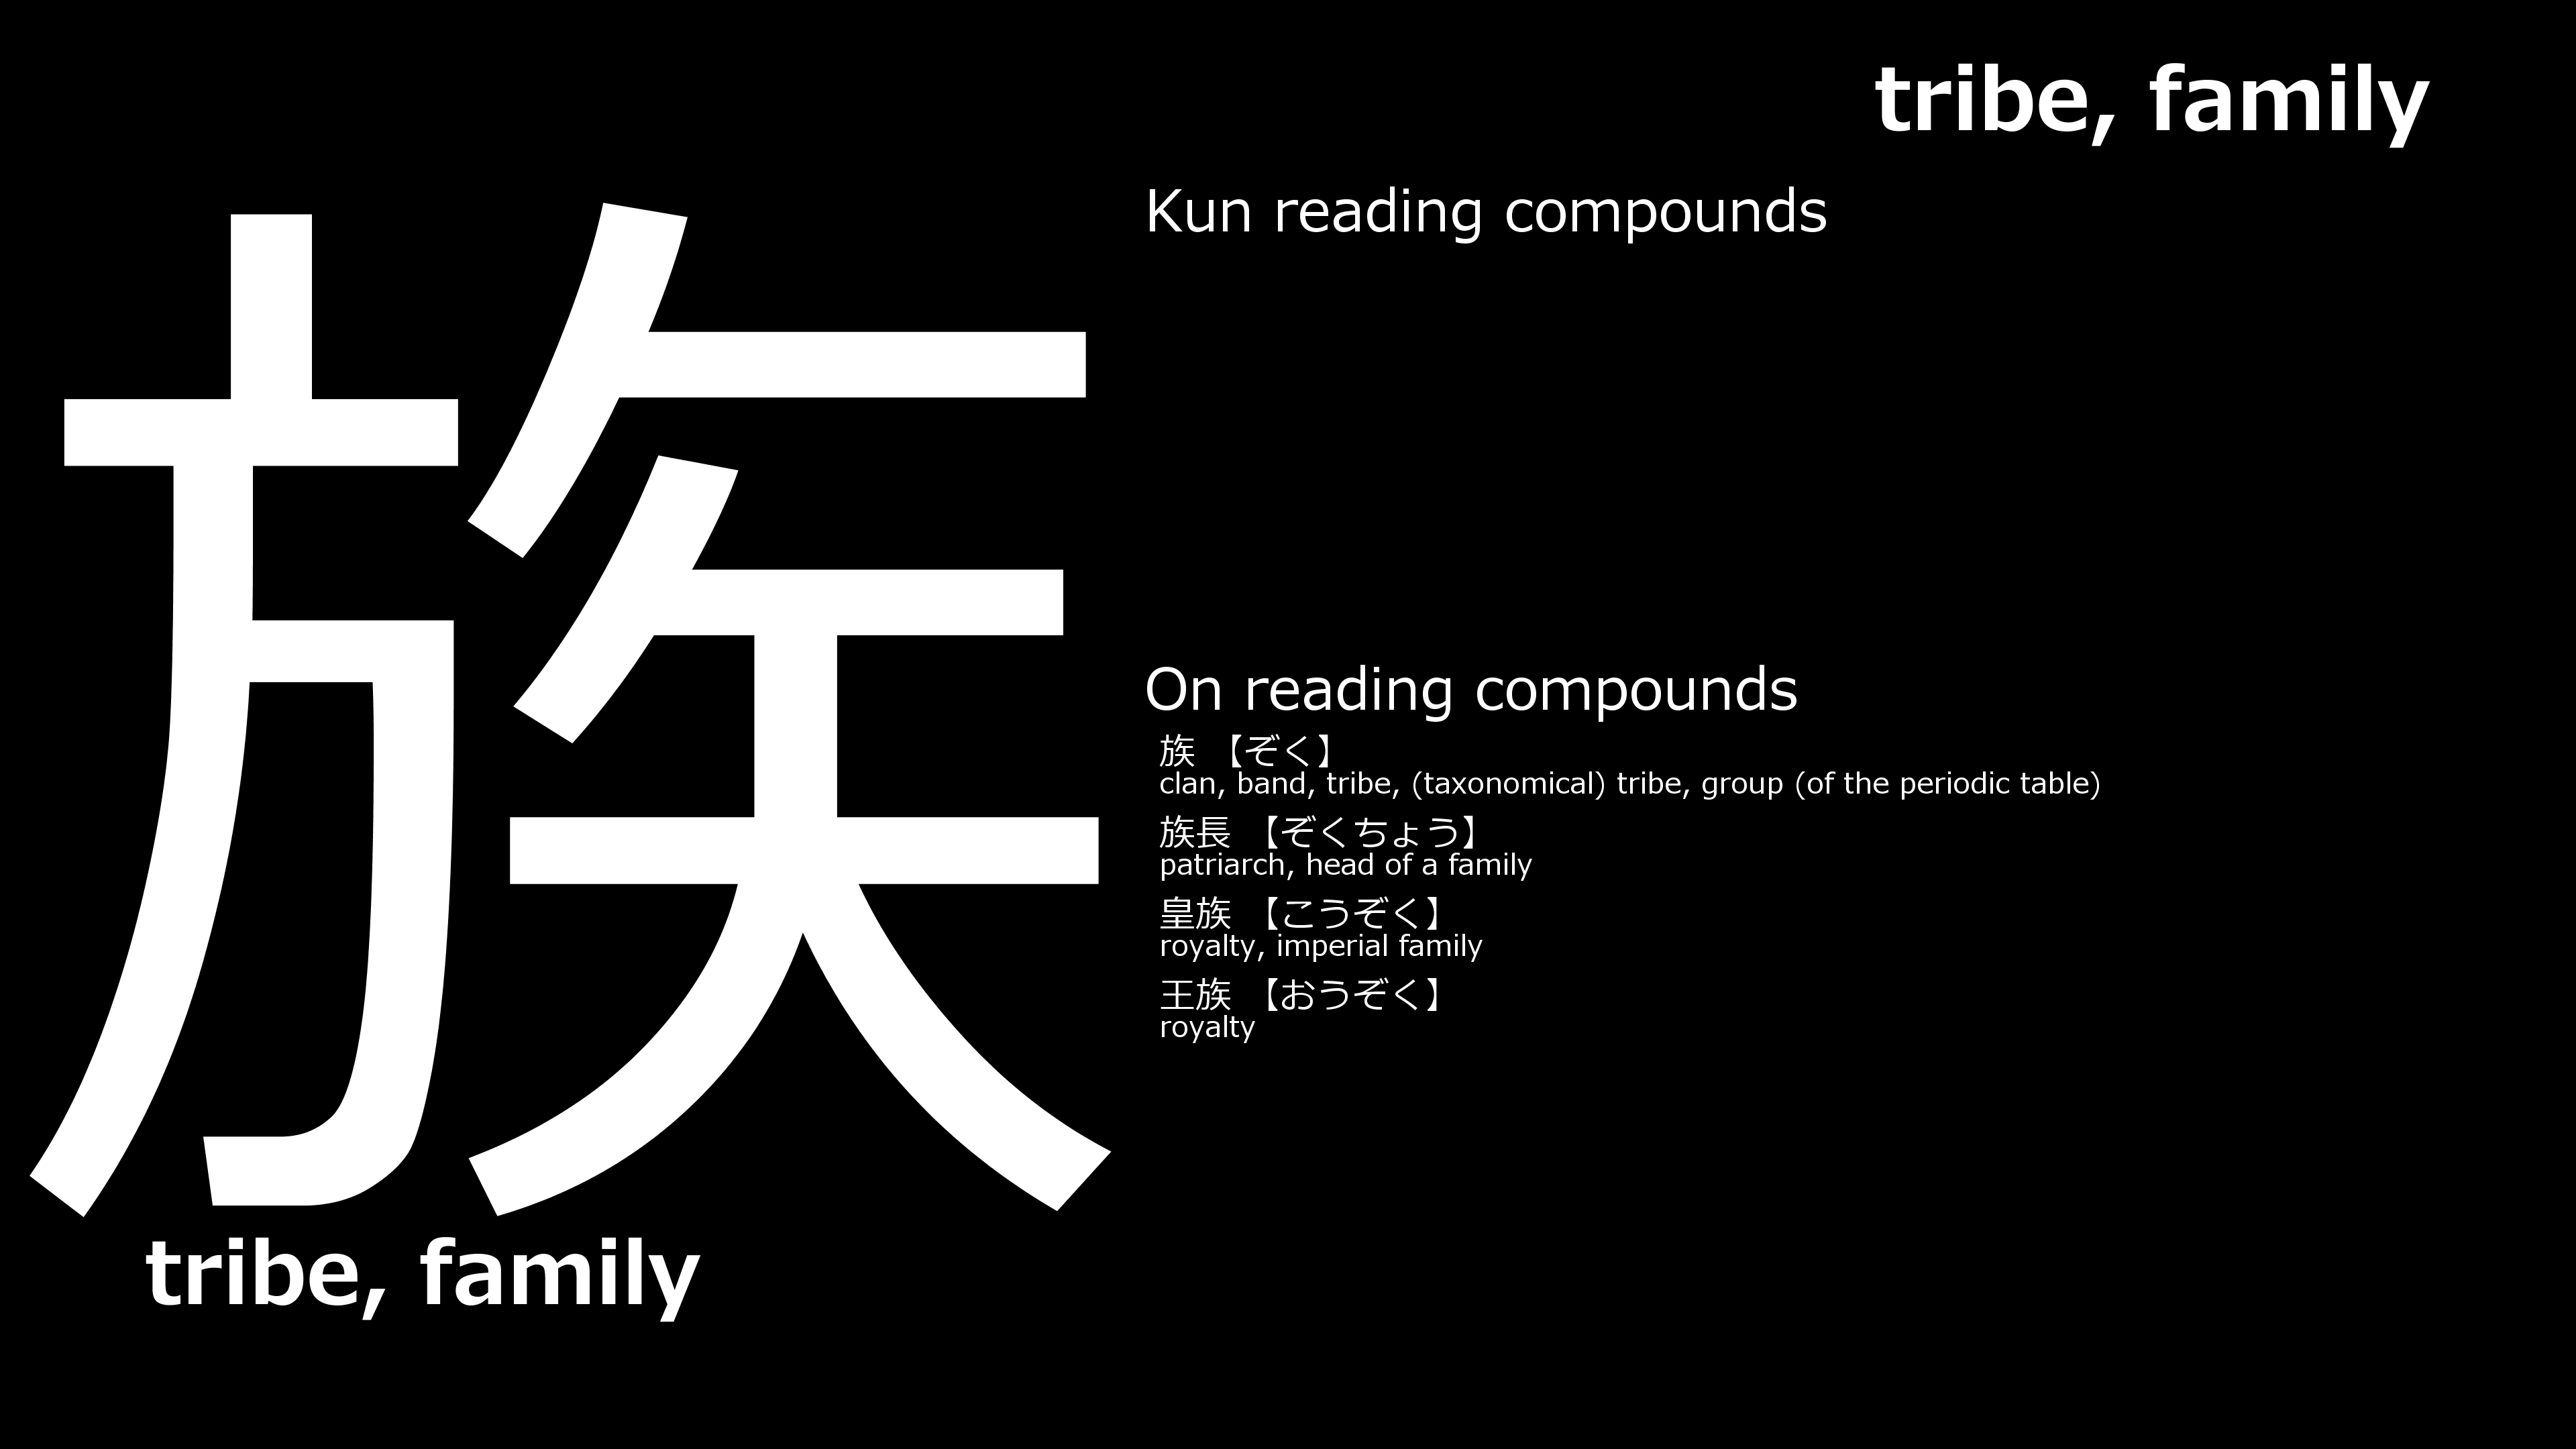 tribe, family
族
tribe, family
Kun reading compounds
On reading compounds
族 【ぞく】
clan, band, tribe, (taxonomical) tribe, group (of the periodic table)
族長 【ぞくちょう】
patriarch, head of a family
皇族 【こうぞく】
royalty, imperial family
王族 【おうぞく】
royalty